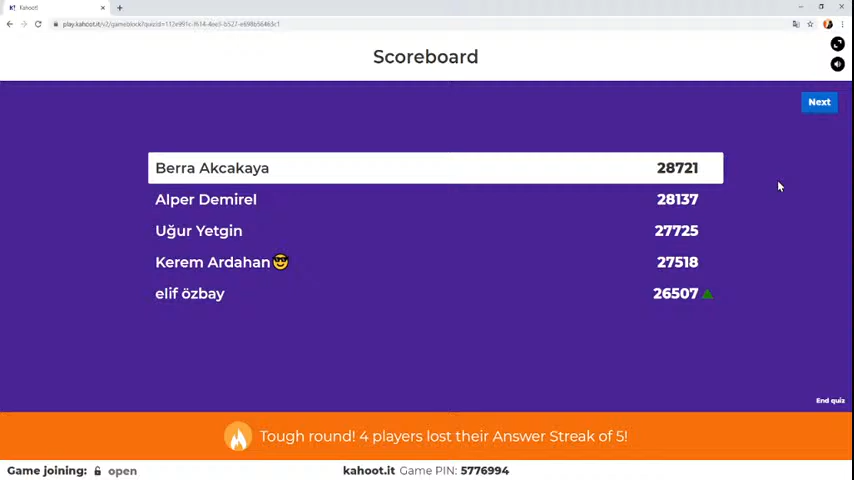 Kahoot!
Scoreboard
Next
Berra Akcakaya 28721
Alper Demirel 28137
Uğur Yetgin 27725
Kerem Ardahan😎 27518
elif özbay 26507
End quiz
Tough round! 4 players lost their Answer Streak of 5!
Game joining: open
kahoot.it Game PIN: 5776994